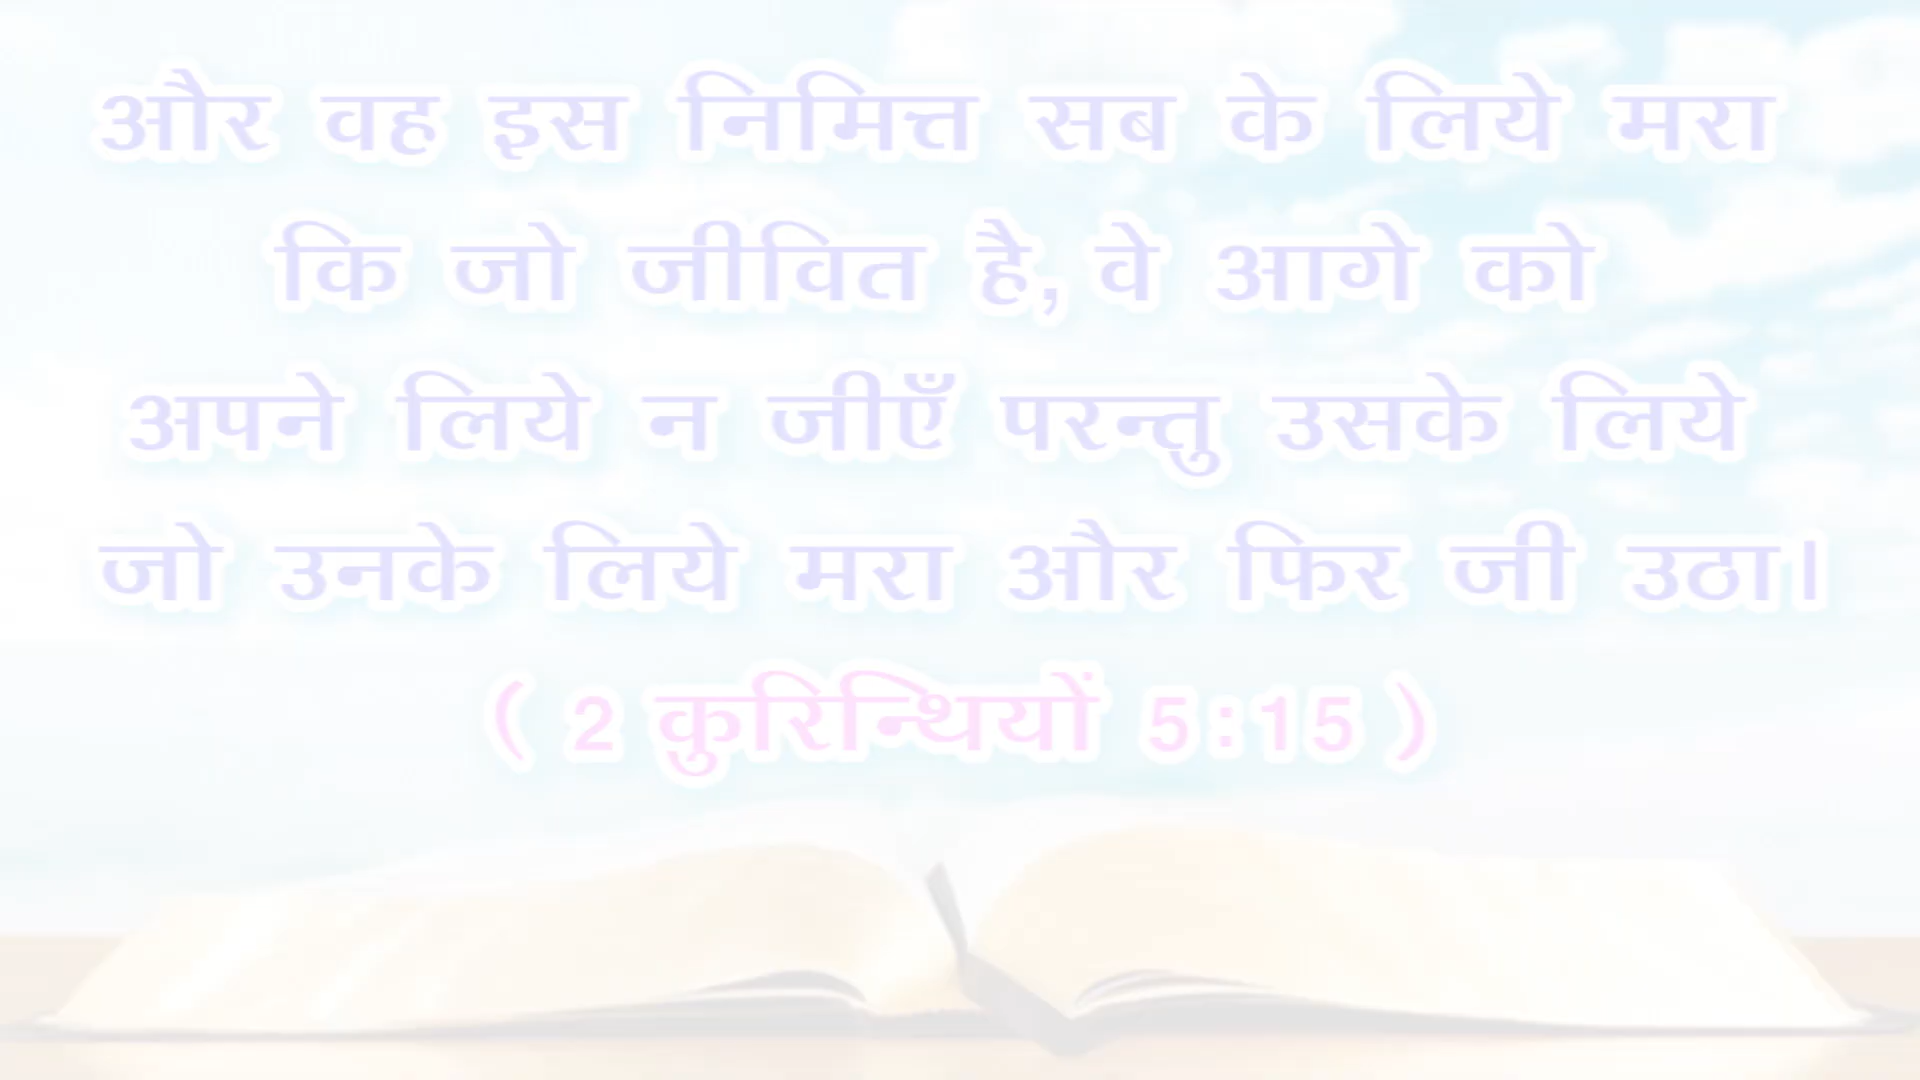 और वह इस निमित्त सब के लिये मरा
कि जो जीवित है, वे आगे को
अपने लिये न जीएँ परन्तु उसके लिये
जो उनके लिये मरा और फिर जी उठा।
( 2 कुरिन्थियों 5:15 )